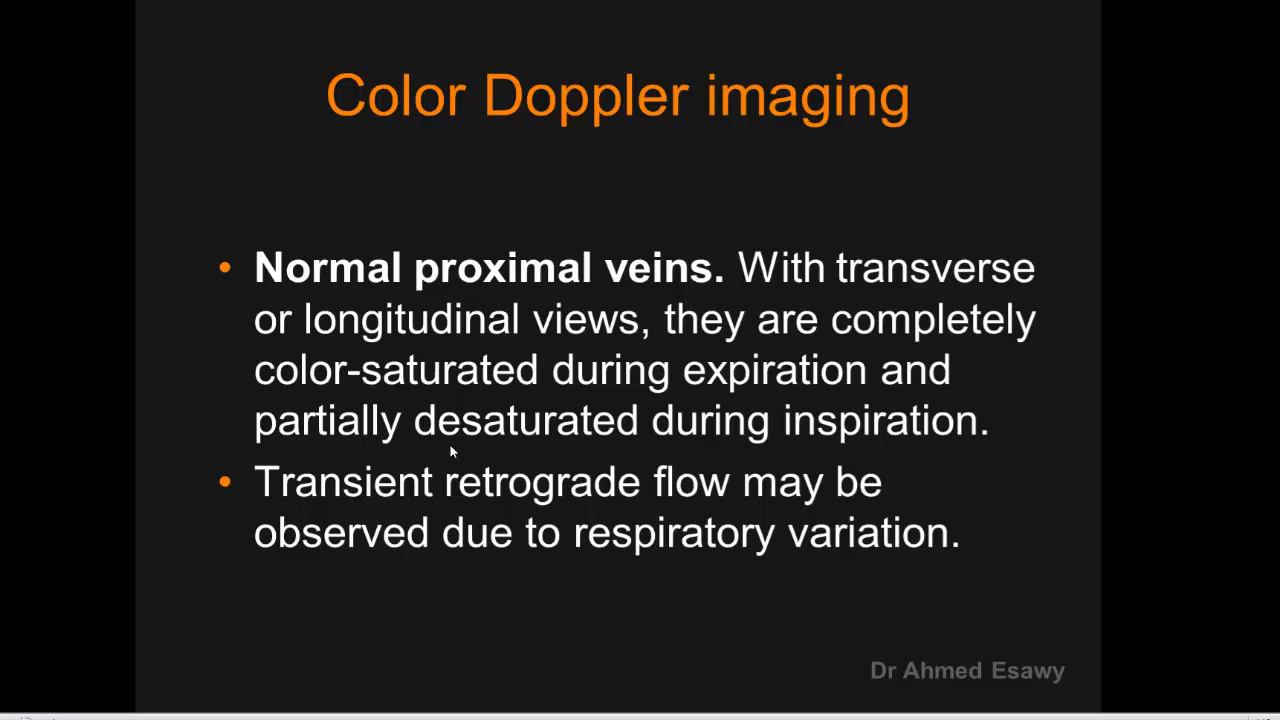 Color Doppler imaging
• Normal proximal veins. With transverse
or longitudinal views, they are completely
color-saturated during expiration and
partially desaturated during inspiration.
• Transient retrograde flow may be
observed due to respiratory variation.
Dr Ahmed Esawy